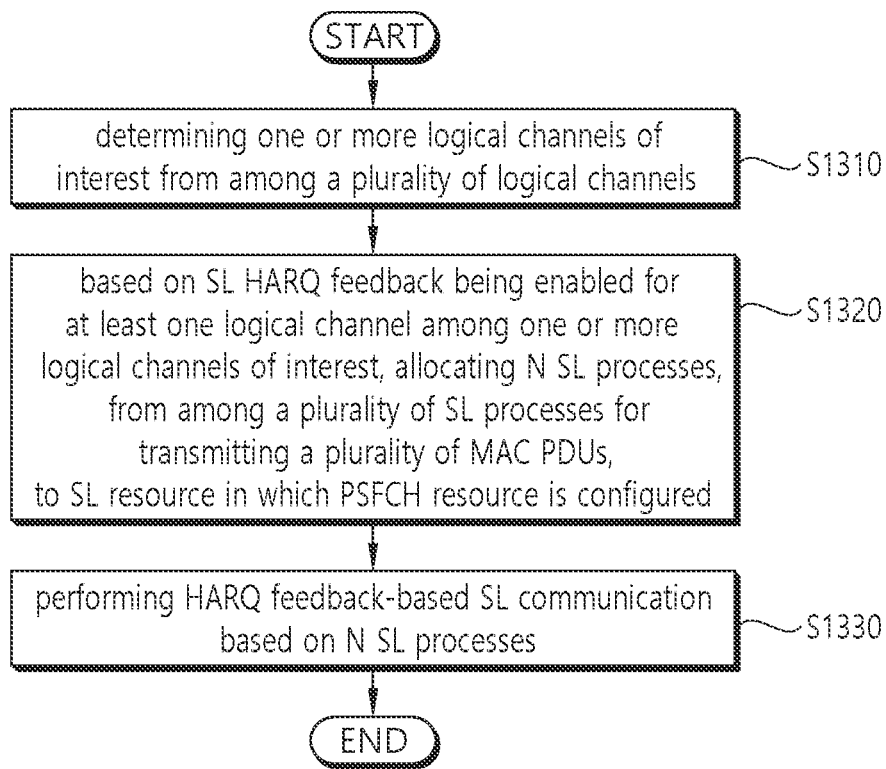 START
determining one or more logical channels of
interest from among a plurality of logical channels
S1310
based on SL HARQ feedback being enabled for
at least one logical channel among one or more
logical channels of interest, allocating N SL processes,
from among a plurality of SL processes for
transmitting a plurality of MAC PDUs,
to SL resource in which PSFCH resource is configured
S1320
performing HARQ feedback-based SL communication
based on N SL processes
S1330
END